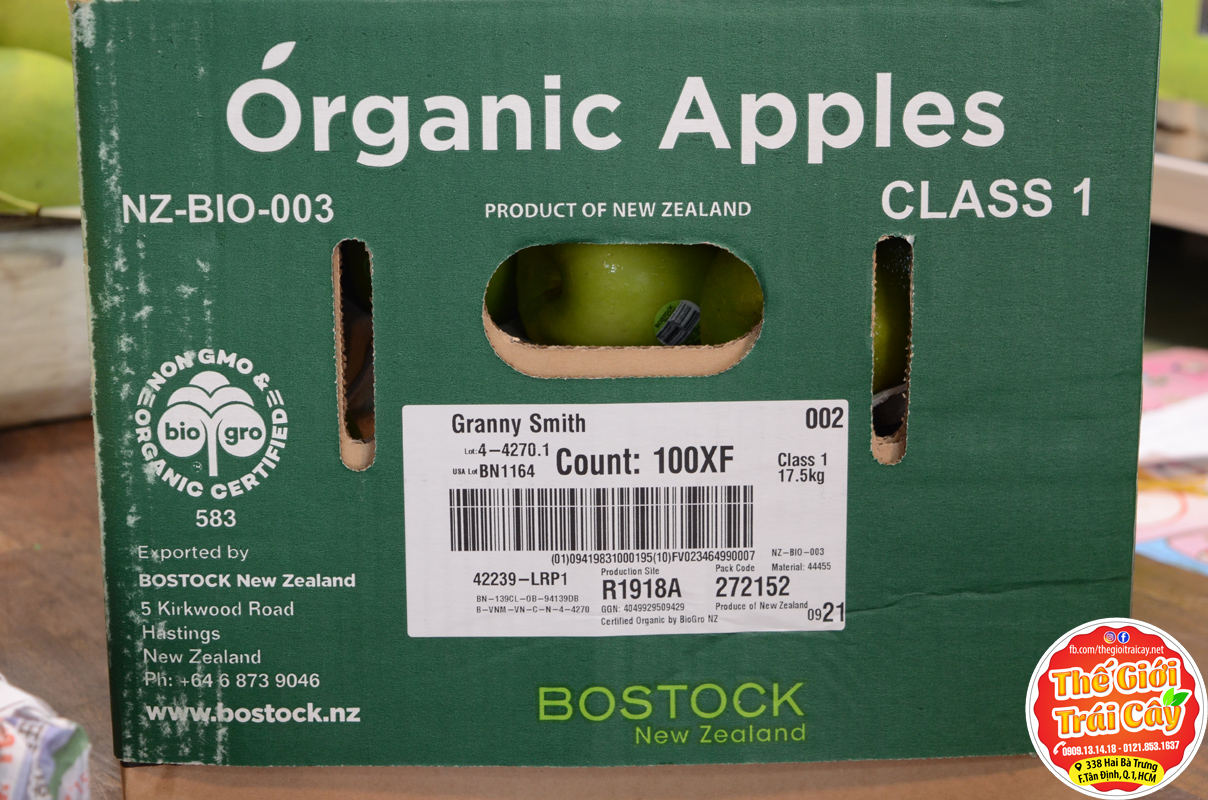 Organic Apples
NZ-BIO-003
PRODUCT OF NEW ZEALAND
CLASS 1
NON GMO &
ORGANIC CERTIFIED
bio gro
583
Exported by
BOSTOCK New Zealand
5 Kirkwood Road
Hastings
New Zealand
Ph: +64 6 873 9046
www.bostock.nz
Granny Smith
002
Lot: 4-4270.1
USA Lot BN1164
Count: 100XF
Class 1
17.5kg
(01)09419831000195(10)FV023464990007
NZ-BIO-003
Production Site
Pack Code
Material: 44455
42239-LRP1
R1918A
272152
BN-139CL-OB-94139DB
B-VNM-VN-C-N-4-4270
GGN: 4049929509429
Produce of New Zealand
Certified Organic by BioGro NZ
0921
BOSTOCK
New Zealand
fb.com/thegioitraicay.net
Thế Giới
Trái Cây
0909.13.14.18 - 0121.853.1637
338 Hai Bà Trưng
F.Tân Định, Q.1, HCM